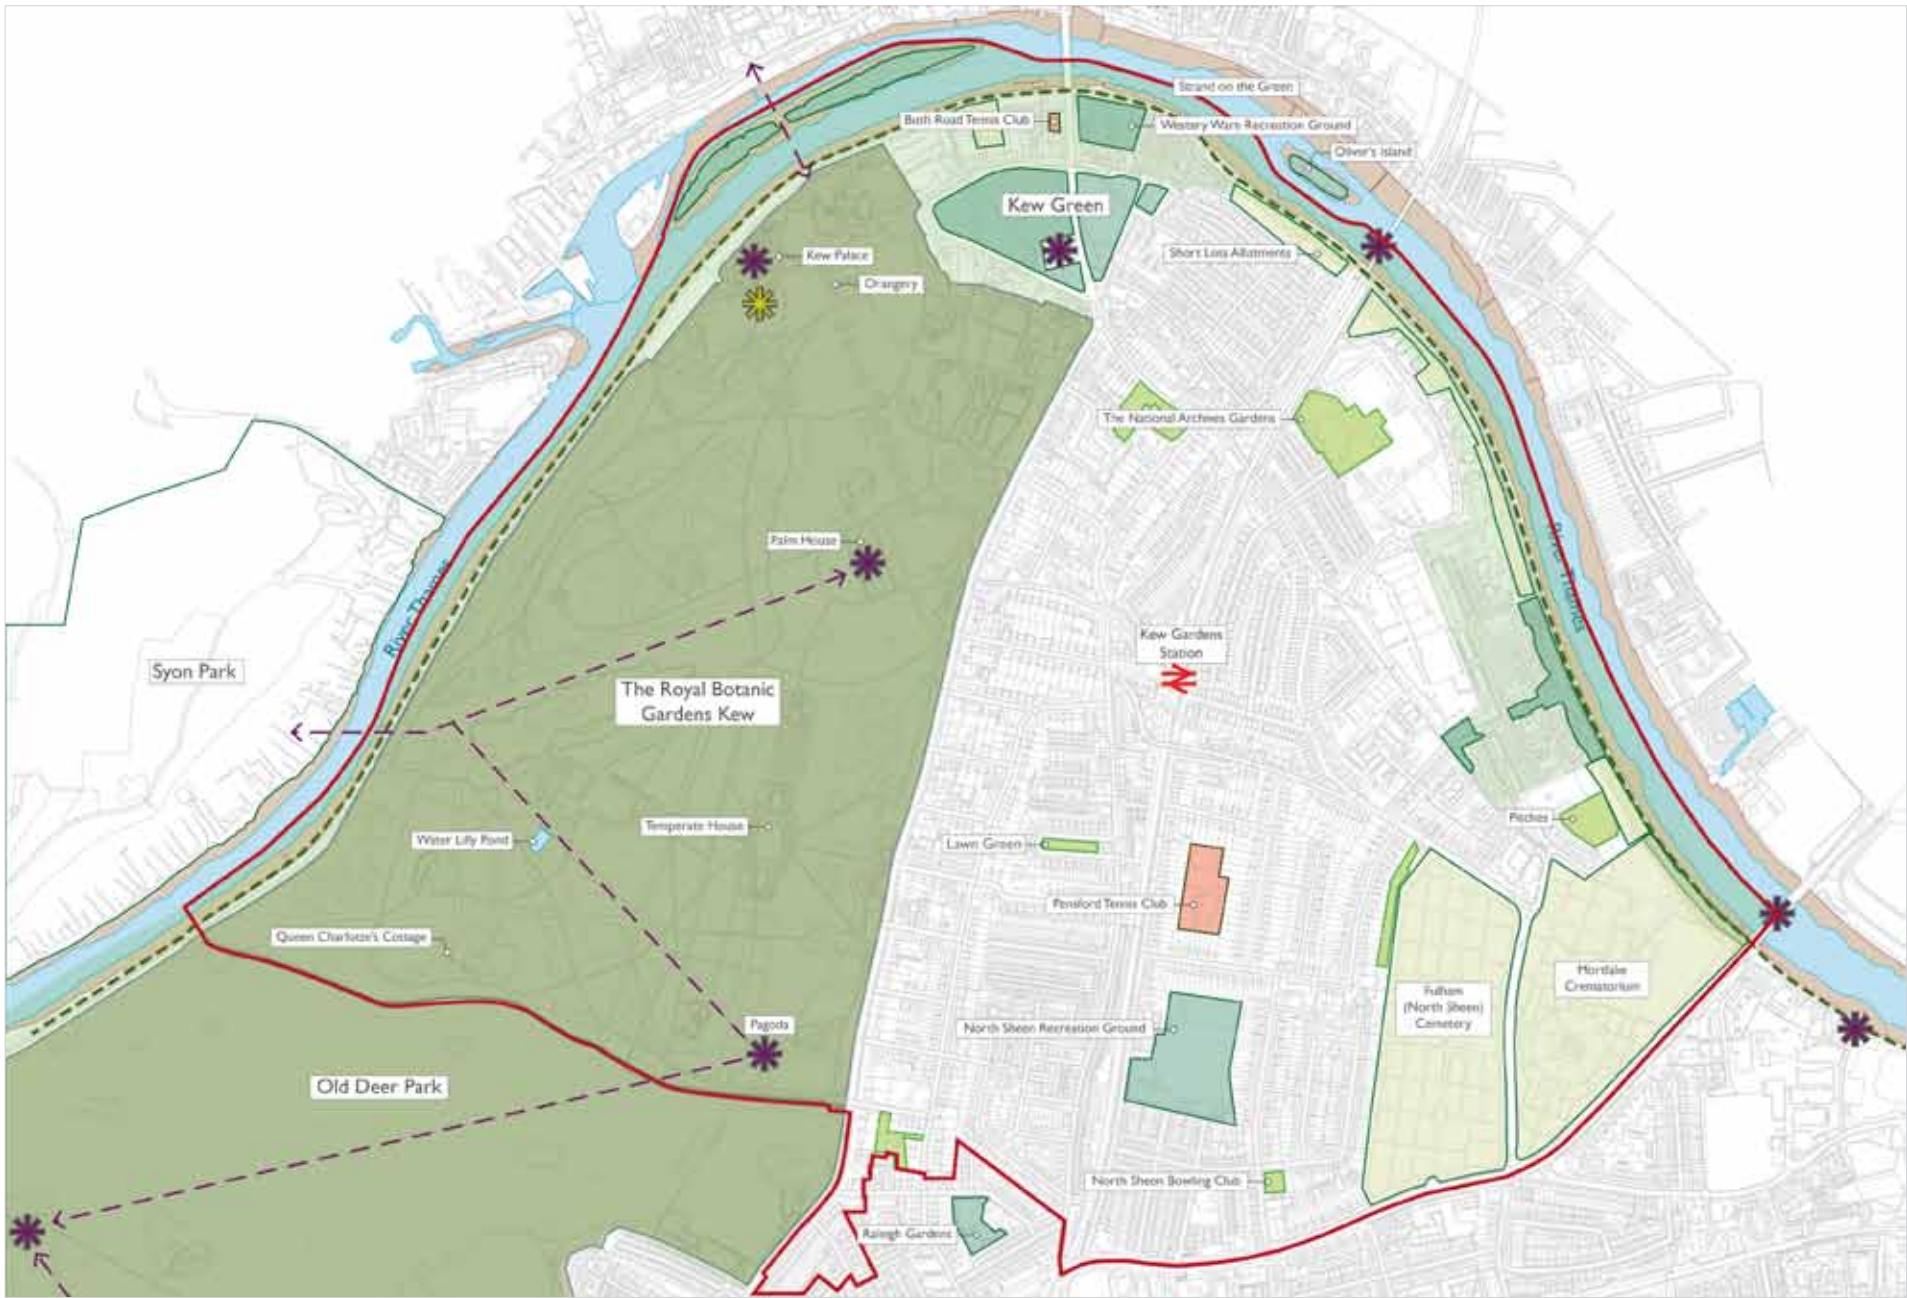 Strand on the Green
Bush Road Tennis Club
Westery Ware Recreation Ground
Oliver's Island
Kew Green
Kew Palace
Short Lots Allotments
Orangery
The National Archives Gardens
Palm House
River Thames
River Thames
Kew Gardens
Station
Syon Park
The Royal Botanic
Gardens Kew
Pitches
Temperate House
Water Lilly Pond
Lawn Green
Pensford Tennis Club
Queen Charlotte's Cottage
Mortlake
Crematorium
Fulham
(North Sheen)
Cemetery
Pagoda
North Sheen Recreation Ground
Old Deer Park
North Sheen Bowling Club
Raleigh Gardens